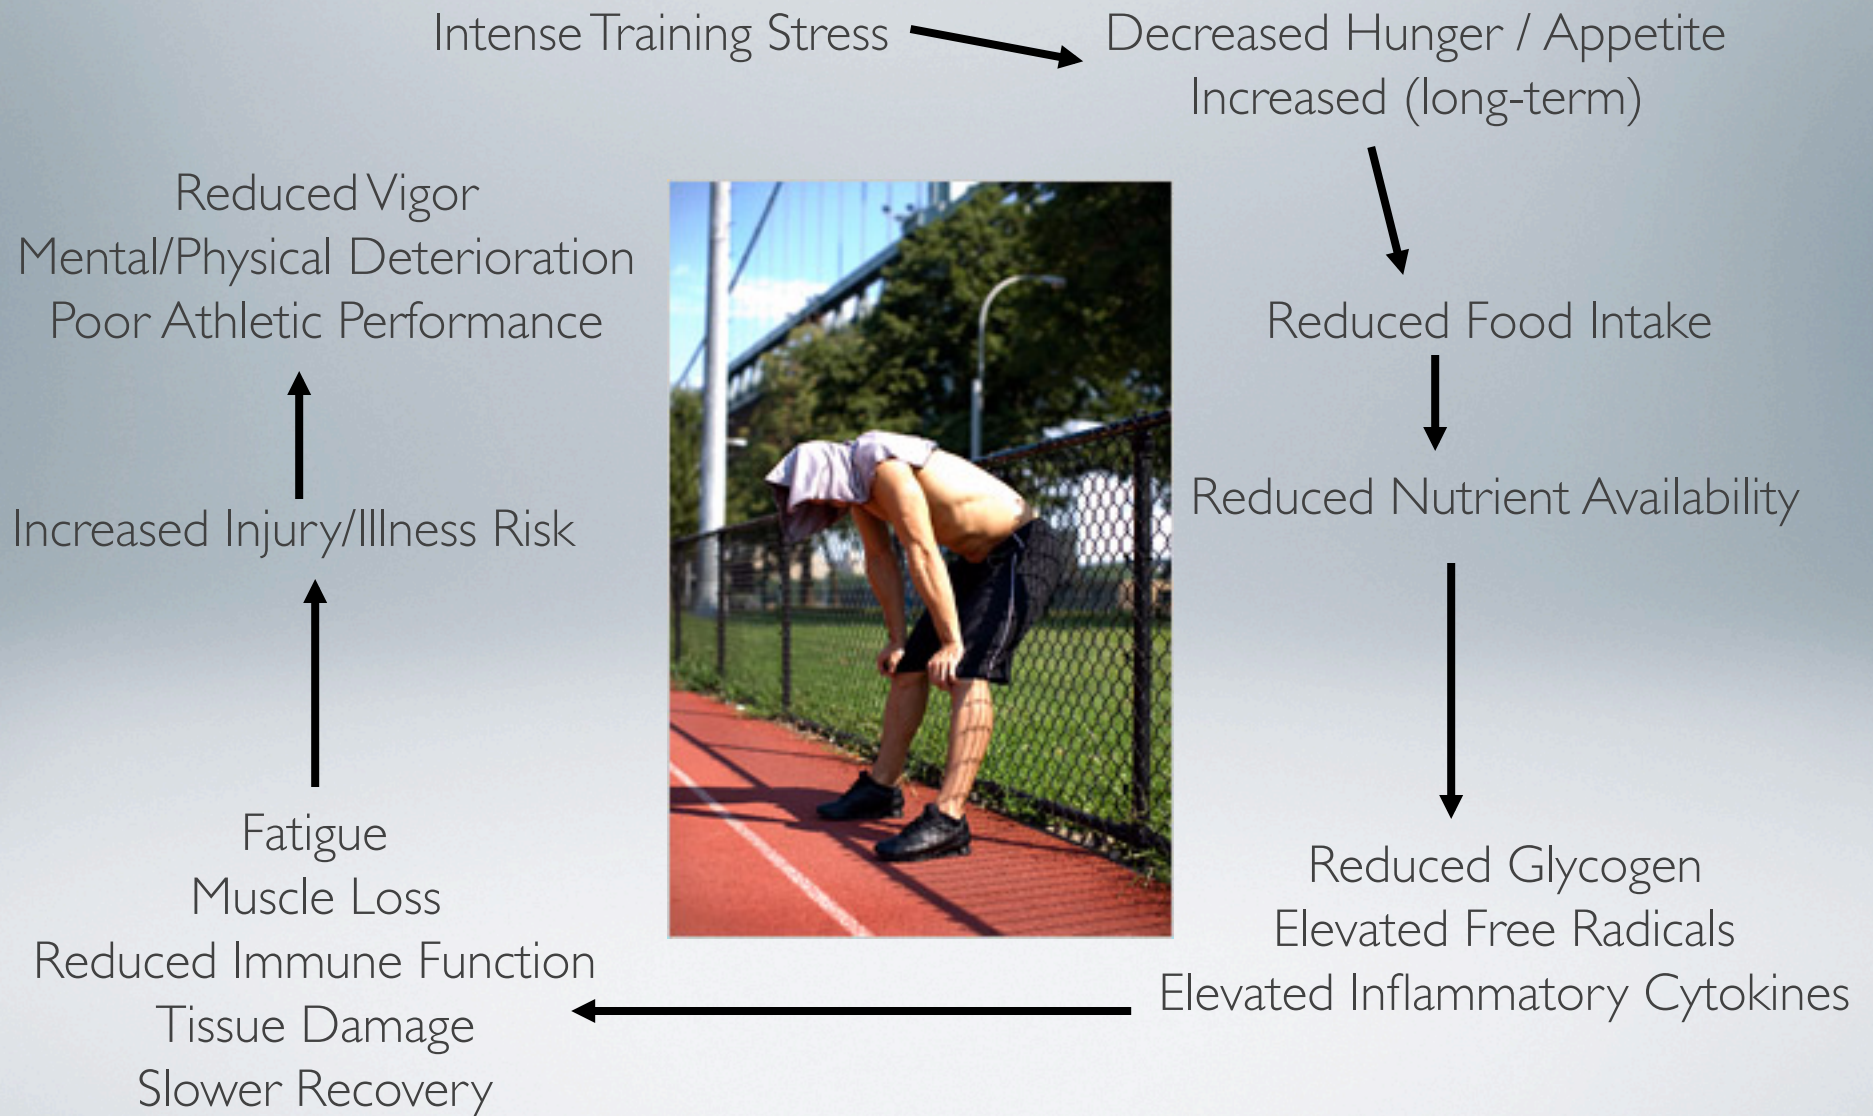 Intense Training Stress
Decreased Hunger / Appetite
Increased (long-term)
Reduced Food Intake
Reduced Nutrient Availability
Reduced Glycogen
Elevated Free Radicals
Elevated Inflammatory Cytokines
Fatigue
Muscle Loss
Reduced Immune Function
Tissue Damage
Slower Recovery
Increased Injury/Illness Risk
Reduced Vigor
Mental/Physical Deterioration
Poor Athletic Performance